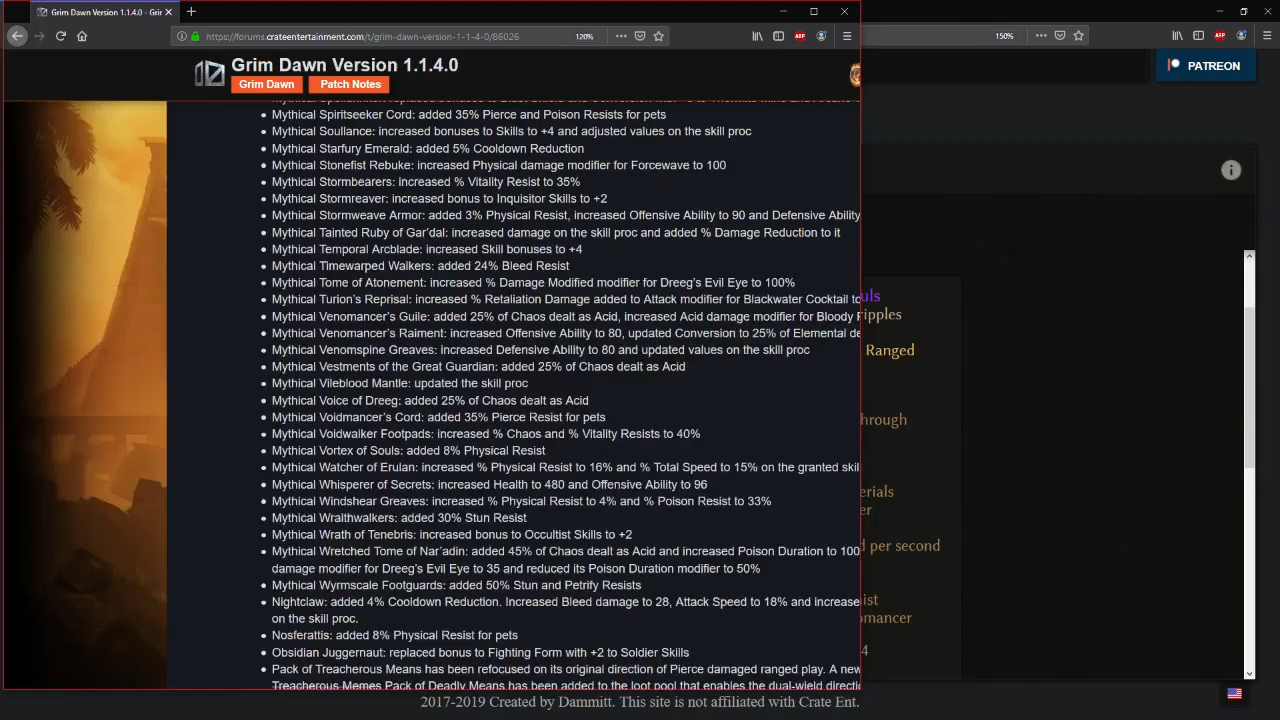 Grim Dawn Version 1.1.4.0 - Grir
https://forums.crateentertainment.com/t/grim-dawn-version-1-1-4-0/86026
120%
150%
Grim Dawn Version 1.1.4.0
Grim Dawn
Patch Notes
PATREON
Mythical Spiritseeker Cord: added 35% Pierce and Poison Resists for pets
Mythical Soullance: increased bonuses to Skills to +4 and adjusted values on the skill proc
Mythical Starfury Emerald: added 5% Cooldown Reduction
Mythical Stonefist Rebuke: increased Physical damage modifier for Forcewave to 100
Mythical Stormbearers: increased % Vitality Resist to 35%
Mythical Stormreaver: increased bonus to Inquisitor Skills to +2
Mythical Stormweave Armor: added 3% Physical Resist, increased Offensive Ability to 90 and Defensive Ability
Mythical Tainted Ruby of Gar'dal: increased damage on the skill proc and added % Damage Reduction to it
Mythical Temporal Arcblade: increased Skill bonuses to +4
Mythical Timewarped Walkers: added 24% Bleed Resist
Mythical Tome of Atonement: increased % Damage Modified modifier for Dreeg's Evil Eye to 100%
Mythical Turion's Reprisal: increased % Retaliation Damage added to Attack modifier for Blackwater Cocktail to
Mythical Venomancer's Guile: added 25% of Chaos dealt as Acid, increased Acid damage modifier for Bloody
Mythical Venomancer's Raiment: increased Offensive Ability to 80, updated Conversion to 25% of Elemental de
Mythical Venomspine Greaves: increased Defensive Ability to 80 and updated values on the skill proc
Mythical Vestments of the Great Guardian: added 25% of Chaos dealt as Acid
Mythical Vileblood Mantle: updated the skill proc
Mythical Voice of Dreeg: added 25% of Chaos dealt as Acid
Mythical Voidmancer's Cord: added 35% Pierce Resist for pets
Mythical Voidwalker Footpads: increased % Chaos and % Vitality Resists to 40%
Mythical Vortex of Souls: added 8% Physical Resist
Mythical Watcher of Erulan: increased % Physical Resist to 16% and % Total Speed to 15% on the granted skil
Mythical Whisperer of Secrets: increased Health to 480 and Offensive Ability to 96
Mythical Windshear Greaves: increased % Physical Resist to 4% and % Poison Resist to 33%
Mythical Wraithwalkers: added 30% Stun Resist
Mythical Wrath of Tenebris: increased bonus to Occultist Skills to +2
Mythical Wretched Tome of Nar'adin: added 45% of Chaos dealt as Acid and increased Poison Duration to 100
damage modifier for Dreeg's Evil Eye to 35 and reduced its Poison Duration modifier to 50%
Mythical Wyrmscale Footguards: added 50% Stun and Petrify Resists
Nightclaw: added 4% Cooldown Reduction. Increased Bleed damage to 28, Attack Speed to 18% and increase
on the skill proc.
Nosferattis: added 8% Physical Resist for pets
Obsidian Juggernaut: replaced bonus to Fighting Form with +2 to Soldier Skills
Pack of Treacherous Means has been refocused on its original direction of Pierce damaged ranged play. A new
Treacherous Memes Pack of Deadly Means has been added to the loot pool that enables the dual-wield directi
uls
ipples
Ranged
hrough
erials
er
d per second
ist
omancer
4
2017-2019 Created by Dammitt. This site is not affiliated with Crate Ent.